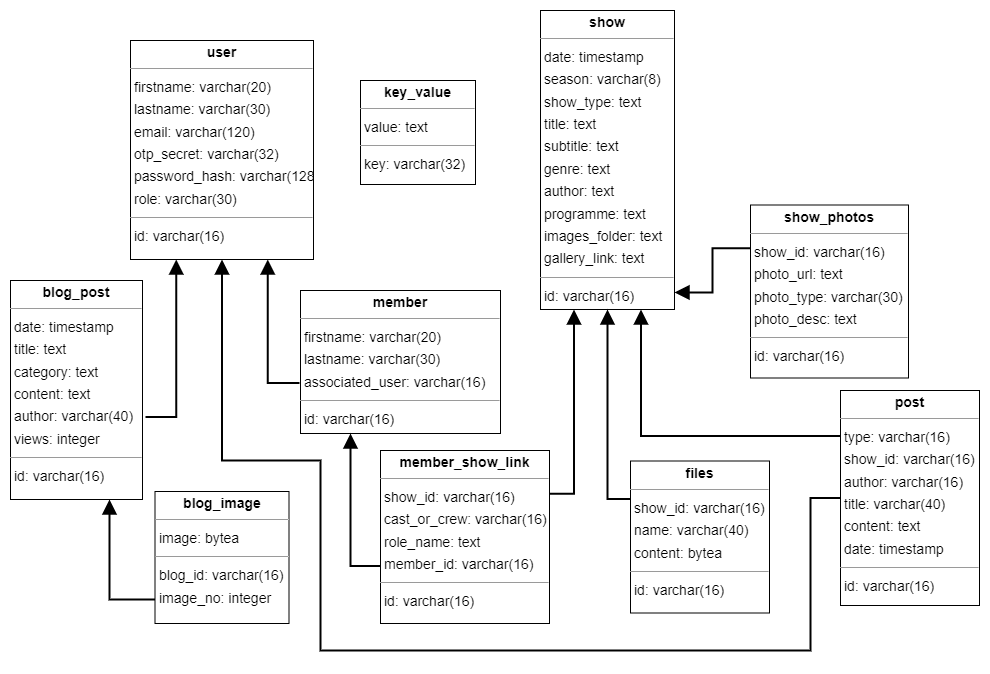 user
firstname: varchar(20)
lastname: varchar(30)
email: varchar(120)
otp_secret: varchar(32)
password_hash: varchar(128
role: varchar(30)
id: varchar(16)
key_value
value: text
key: varchar(32)
show
date: timestamp
season: varchar(8)
show_type: text
title: text
subtitle: text
genre: text
author: text
programme: text
images_folder: text
gallery_link: text
id: varchar(16)
show_photos
show_id: varchar(16)
photo_url: text
photo_type: varchar(30)
photo_desc: text
id: varchar(16)
blog_post
date: timestamp
title: text
category: text
content: text
author: varchar(40)
views: integer
id: varchar(16)
member
firstname: varchar(20)
lastname: varchar(30)
associated_user: varchar(16)
id: varchar(16)
post
type: varchar(16)
show_id: varchar(16)
author: varchar(16)
title: varchar(40)
content: text
date: timestamp
id: varchar(16)
member_show_link
show_id: varchar(16)
cast_or_crew: varchar(16)
role_name: text
member_id: varchar(16)
id: varchar(16)
files
show_id: varchar(16)
name: varchar(40)
content: bytea
id: varchar(16)
blog_image
image: bytea
blog_id: varchar(16)
image_no: integer